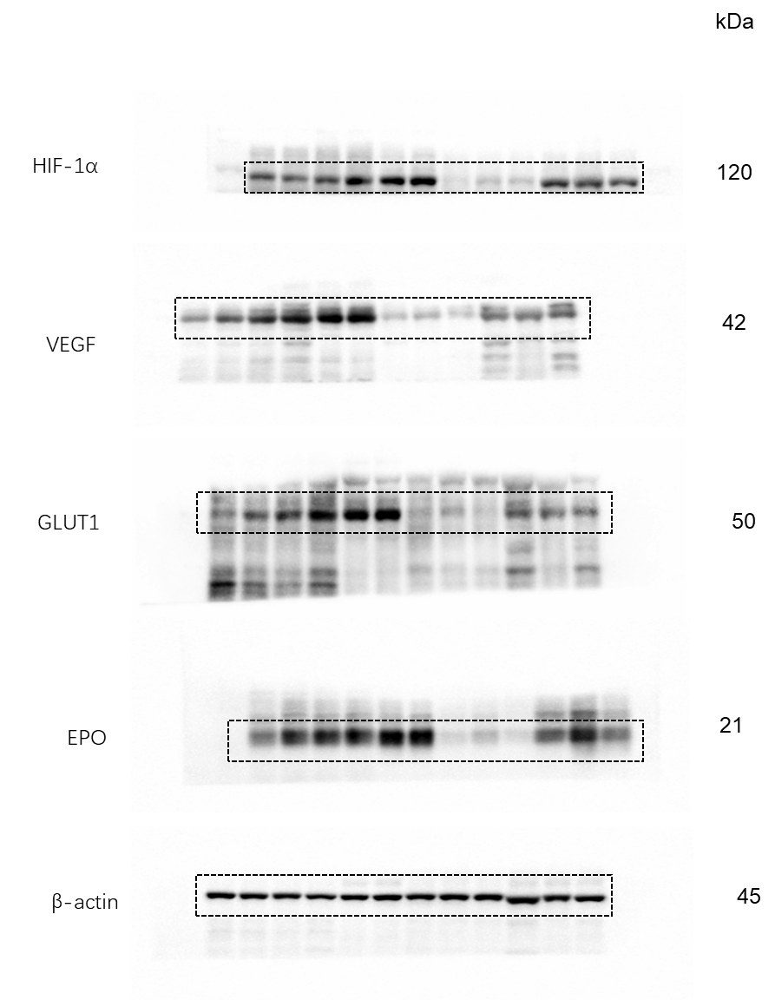 kDa
HIF-1α 120
VEGF 42
GLUT1 50
EPO 21
β-actin 45